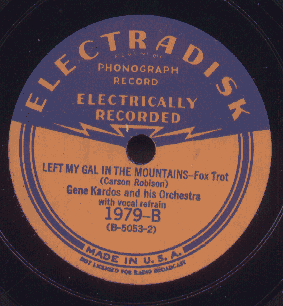 ELECTRADISK
PHONOGRAPH
RECORD
ELECTRICALLY
RECORDED
LEFT MY GAL IN THE MOUNTAINS-Fox Trot
(Carson Robison)
Gene Kardos and his Orchestra
with vocal refrain
1979-B
(B-5053-2)
MADE IN U.S.A.
NOT LICENSED FOR RADIO BROADCAST